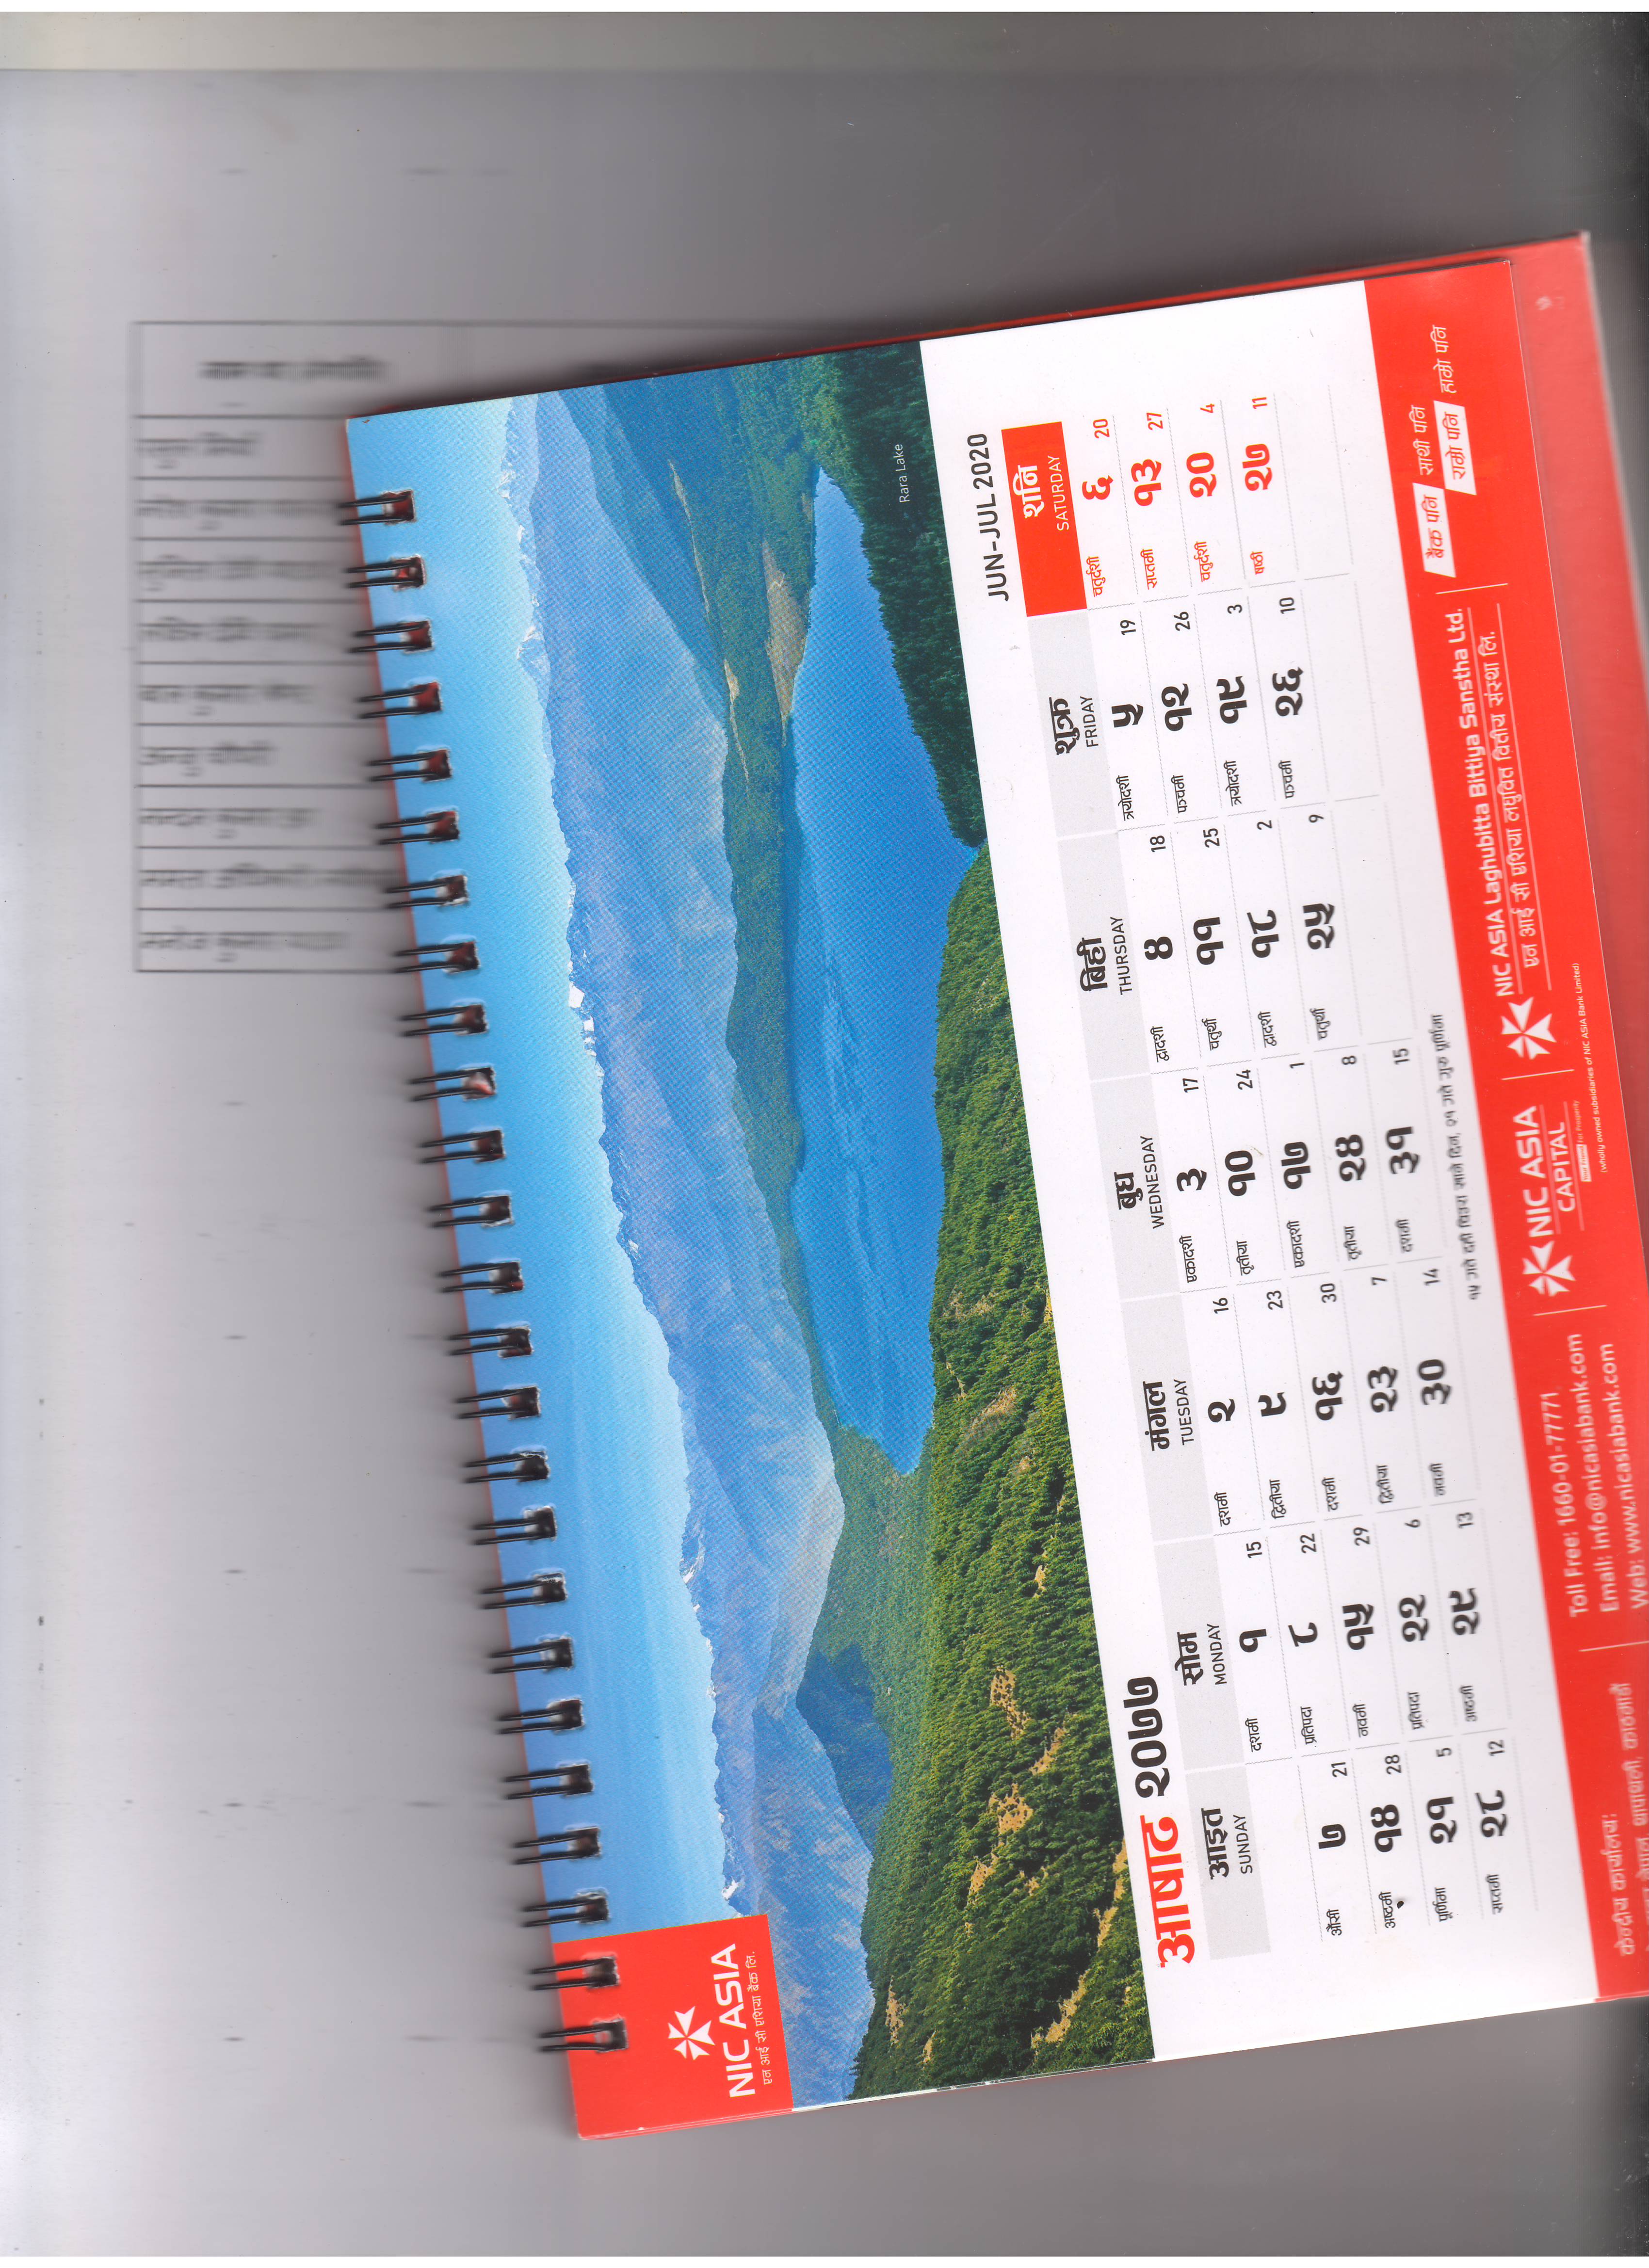 NIC ASIA
एन आई सी एशिया बैंक लि.
Rara Lake
आषाढ २०७७
JUN-JUL 2020
आइत सोम मंगल बुध बिही शुक्र शनि
SUNDAY MONDAY TUESDAY WEDNESDAY THURSDAY FRIDAY SATURDAY
दशमी १ 15 दशमी २ 16 एकादशी ३ 17 द्वादशी ४ 18 त्रयोदशी ५ 19 चतुर्दशी ६ 20
औंसी ७ 21 प्रतिपदा ८ 22 द्वितीया ९ 23 तृतीया १० 24 चतुर्थी ११ 25 पञ्चमी १२ 26 सप्तमी १३ 27
अष्टमी १४ 28 नवमी १५ 29 दशमी १६ 30 एकादशी १७ 1 द्वादशी १८ 2 त्रयोदशी १९ 3 चतुर्दशी २० 4
पूर्णिमा २१ 5 प्रतिपदा २२ 6 द्वितीया २३ 7 तृतीया २४ 8 चतुर्थी २५ 9 पञ्चमी २६ 10 षष्ठी २७ 11
सप्तमी २८ 12 अष्टमी २९ 13 नवमी ३० 14 दशमी ३१ 15
१५ गते दही चिउरा खाने दिन, २१ गते गुरु पूर्णिमा
केन्द्रीय कार्यालय:
थापाथली, काठमाडौं
Toll Free: 1660-01-77771
Email: info@nicasiabank.com
Web: www.nicasiabank.com
NIC ASIA
CAPITAL
NIC ASIA Laghubitta Bittiya Sanstha Ltd.
एन आई सी एशिया लघुवित्त वित्तीय संस्था लि.
(Wholly owned subsidiaries of NIC ASIA Bank Limited)
बैंक पनि साथी पनि
राम्रो पनि हाम्रो पनि